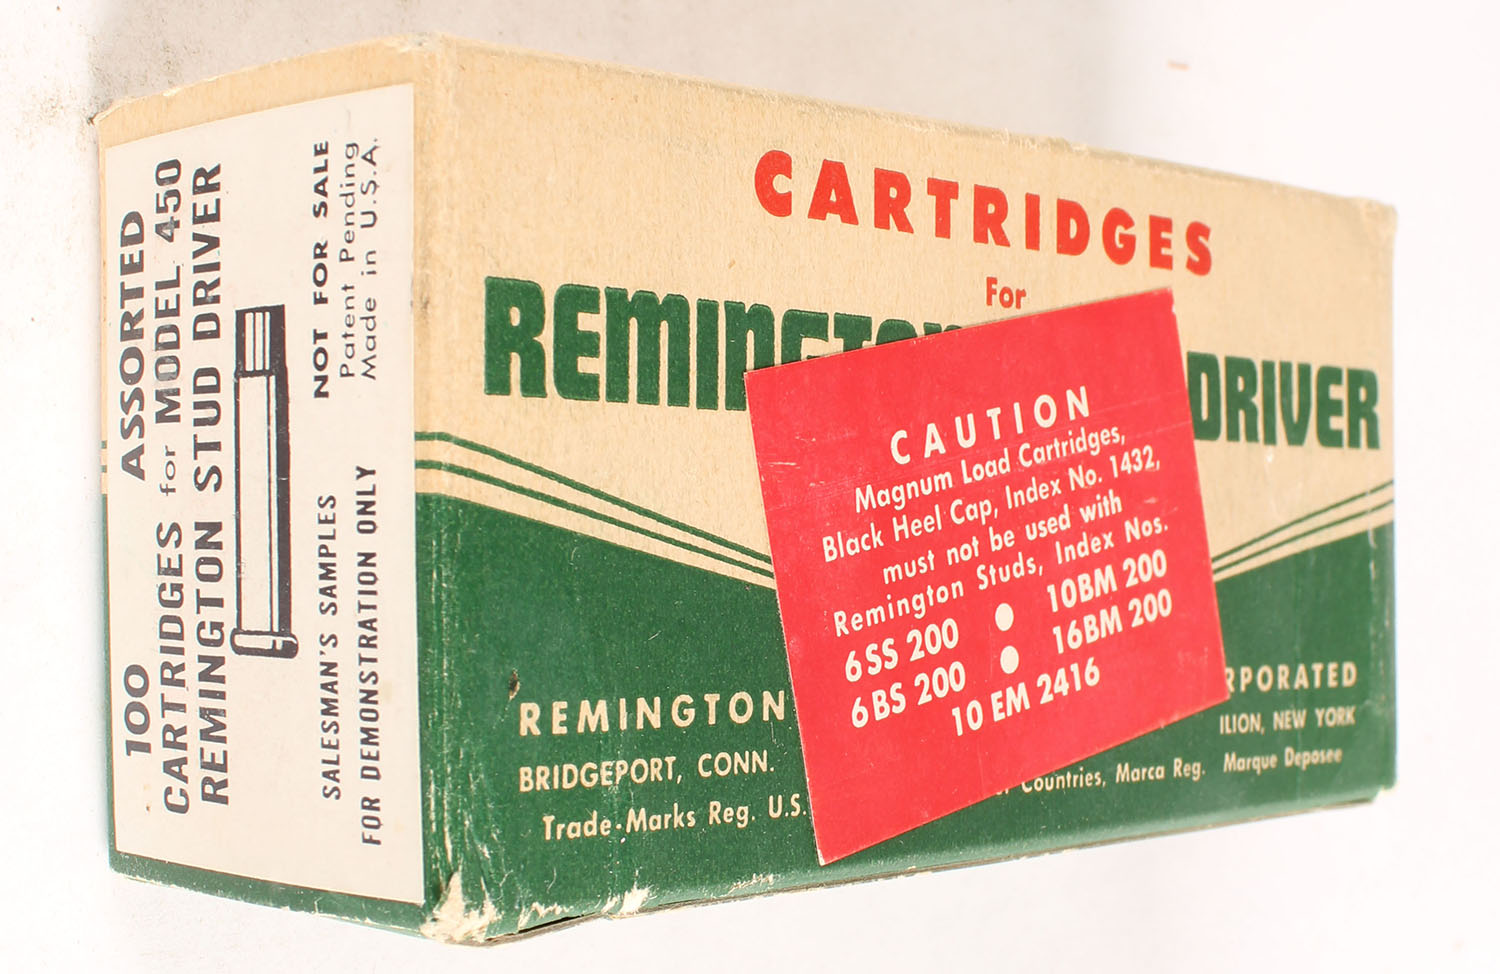 100 ASSORTED
CARTRIDGES for MODEL 450
REMINGTON STUD DRIVER
SALESMAN'S SAMPLES NOT FOR SALE
FOR DEMONSTRATION ONLY Patent Pending
Made in U.S.A.
CARTRIDGES
For
REMINGTON DRIVER
CAUTION
Magnum Load Cartridges,
Black Heel Cap, Index No. 1432,
must not be used with
Remington Studs, Index Nos.
6SS 200 ● 10BM 200
6BS 200 ● 16BM 200
10 EM 2416
REMINGTON RPORATED
BRIDGEPORT, CONN. ILION, NEW YORK
Trade-Marks Reg. U.S. Countries, Marca Reg. Marque Deposee